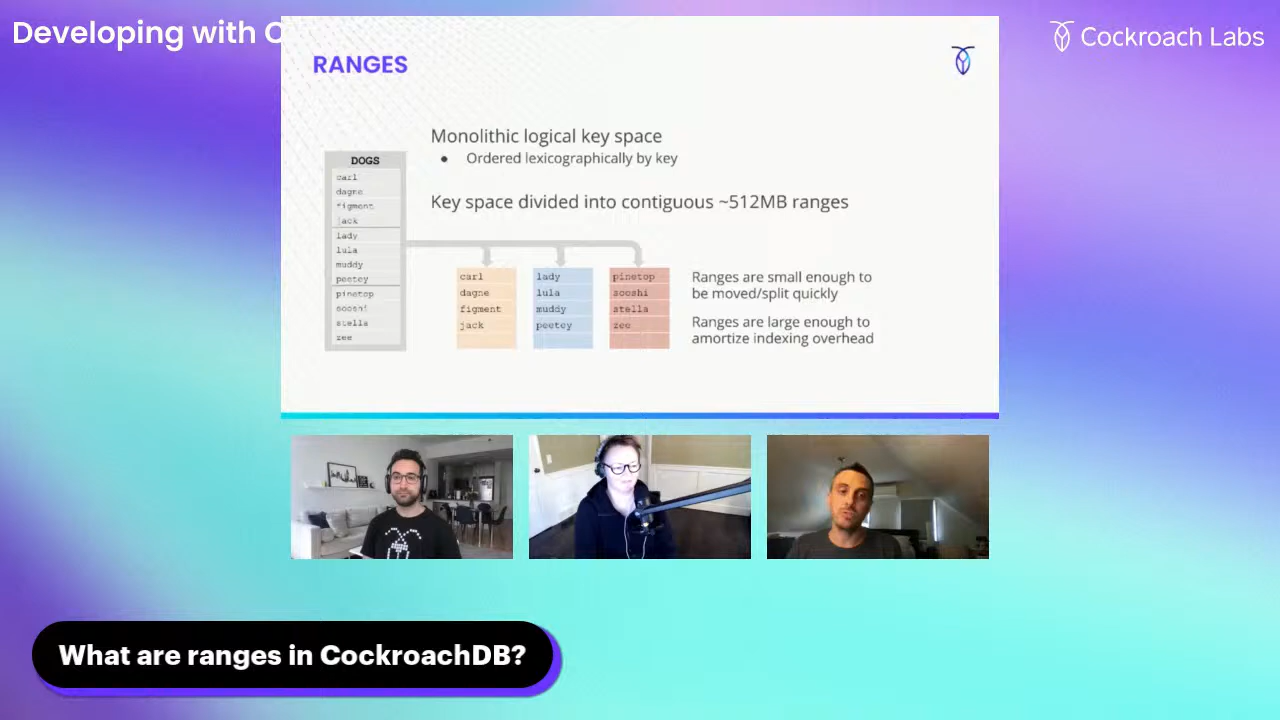 Developing with C
Cockroach Labs
RANGES
Monolithic logical key space
● Ordered lexicographically by key
Key space divided into contiguous ~512MB ranges
DOGS
carl
dagne
figment
jack
lady
lula
muddy
peetey
pinetop
sooshi
stella
zee
carl
dagne
figment
jack
lady
lula
muddy
peetey
pinetop
sooshi
stella
zee
Ranges are small enough to
be moved/split quickly
Ranges are large enough to
amortize indexing overhead
What are ranges in CockroachDB?